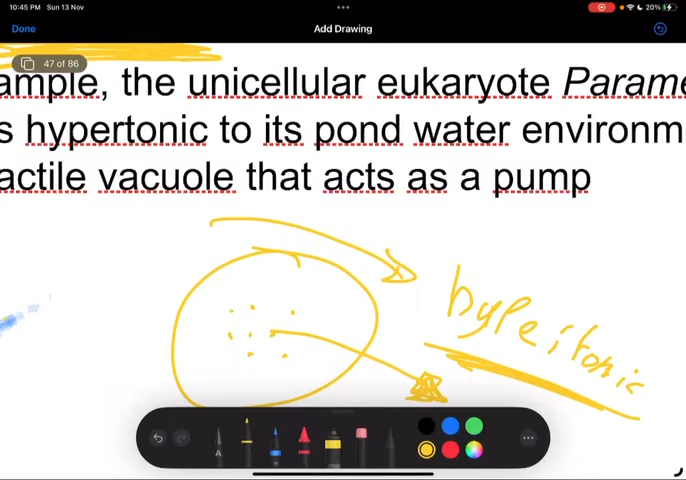 10:45 PM Sun 13 Nov
20%
Done
Add Drawing
47 of 86
ample, the unicellular eukaryote Parame
s hypertonic to its pond water environm
actile vacuole that acts as a pump
hypeitonic
A